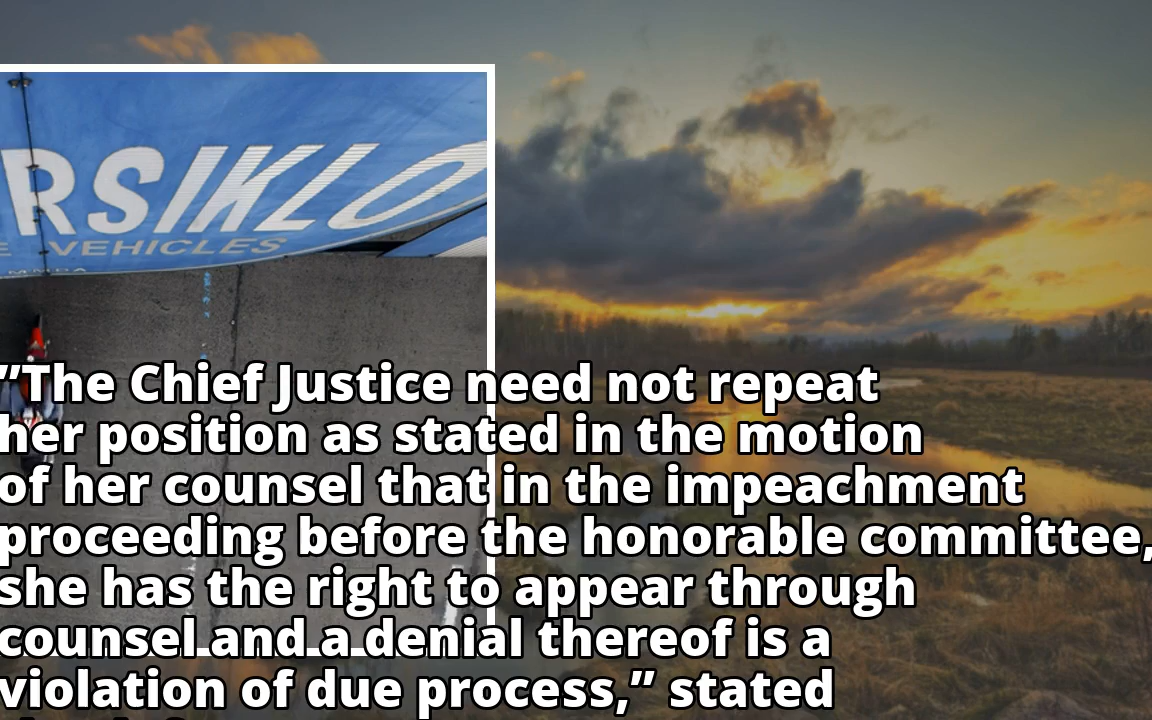 RSIKLO
VEHICLES
”The Chief Justice need not repeat
her position as stated in the motion
of her counsel that in the impeachment
proceeding before the honorable committee,
she has the right to appear through
counsel and a denial thereof is a
violation of due process,” stated